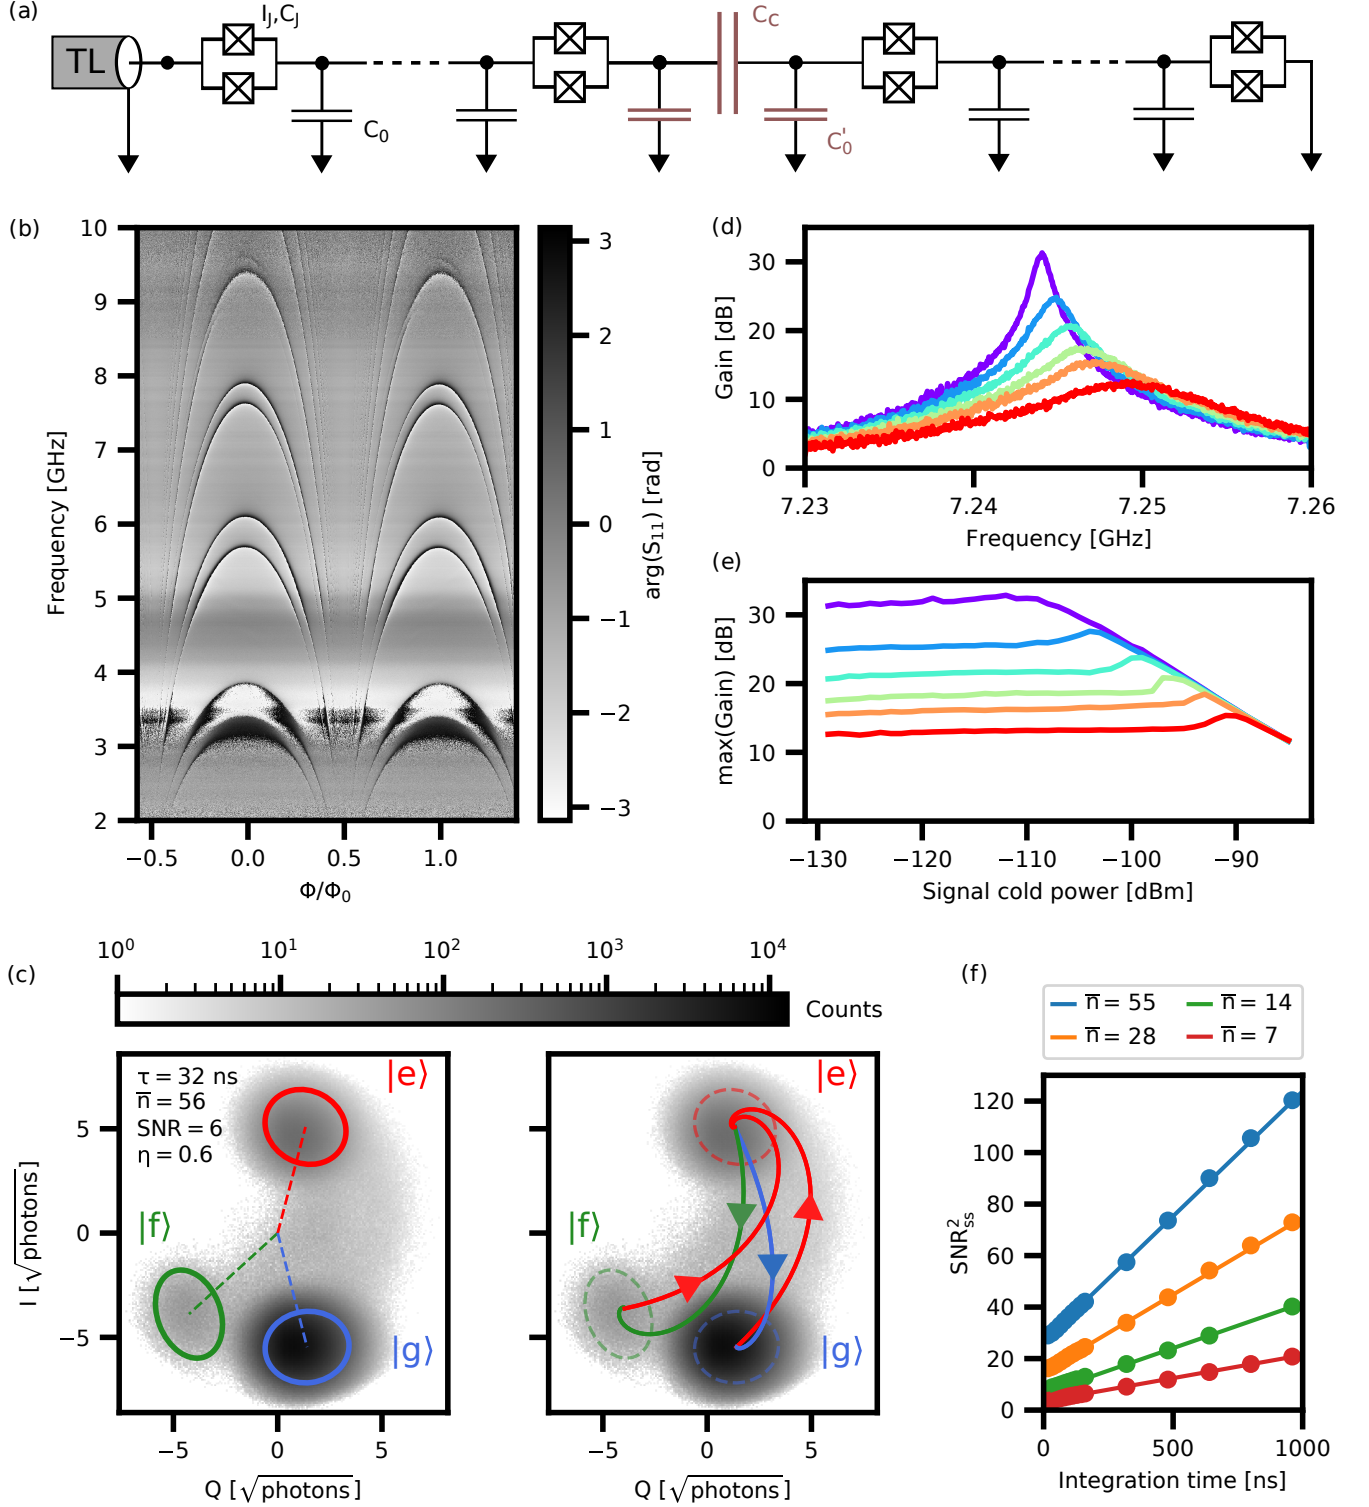 (a)
TL
I_J,C_J
C_0
C_C
C_0'
(b)
10
9
8
7
6
5
4
3
2
Frequency [GHz]
−0.5
0.0
0.5
1.0
Φ/Φ_0
3
2
1
0
−1
−2
−3
arg(S_11) [rad]
(d)
30
20
10
0
Gain [dB]
7.23
7.24
7.25
7.26
Frequency [GHz]
(e)
30
20
10
0
max(Gain) [dB]
−130
−120
−110
−100
−90
Signal cold power [dBm]
(c)
10^0
10^1
10^2
10^3
10^4
Counts
τ = 32 ns
n̅ = 56
SNR = 6
η = 0.6
|e⟩
|f⟩
|g⟩
5
0
−5
I [√photons]
−5
0
5
Q [√photons]
|e⟩
|f⟩
|g⟩
5
0
−5
−5
0
5
Q [√photons]
(f)
n̅ = 55
n̅ = 14
n̅ = 28
n̅ = 7
120
100
80
60
40
20
0
SNR²_ss
0
500
1000
Integration time [ns]